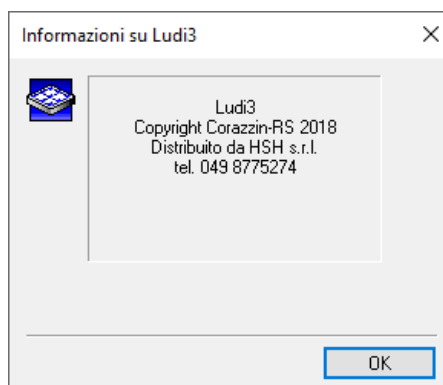 Informazioni su Ludi3
Ludi3
Copyright Corazzin-RS 2018
Distribuito da HSH s.r.l.
tel. 049 8775274
OK